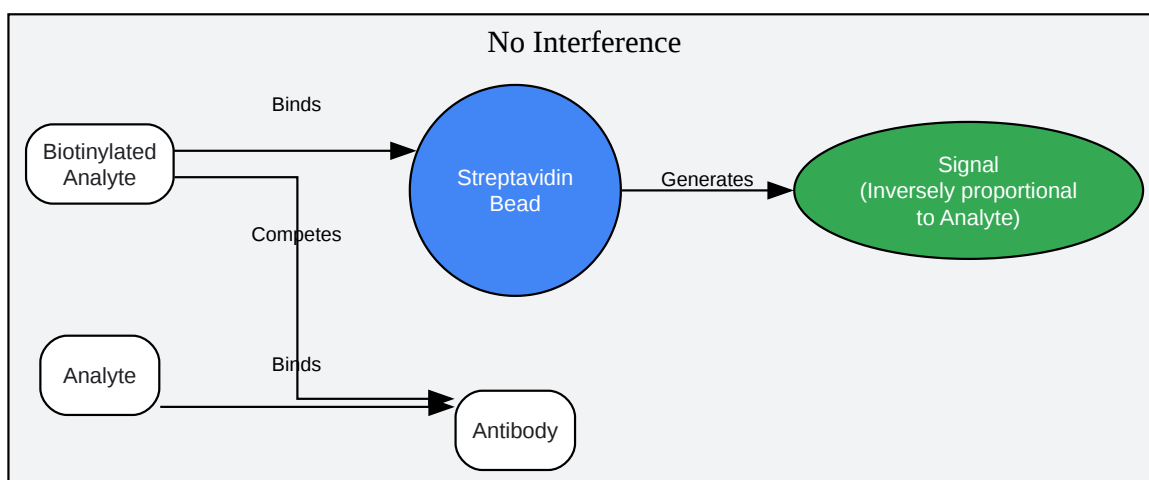 No Interference
Binds
Biotinylated
Analyte
Streptavidin
Bead
Generates
Signal
(Inversely proportional
to Analyte)
Competes
Analyte
Binds
Antibody